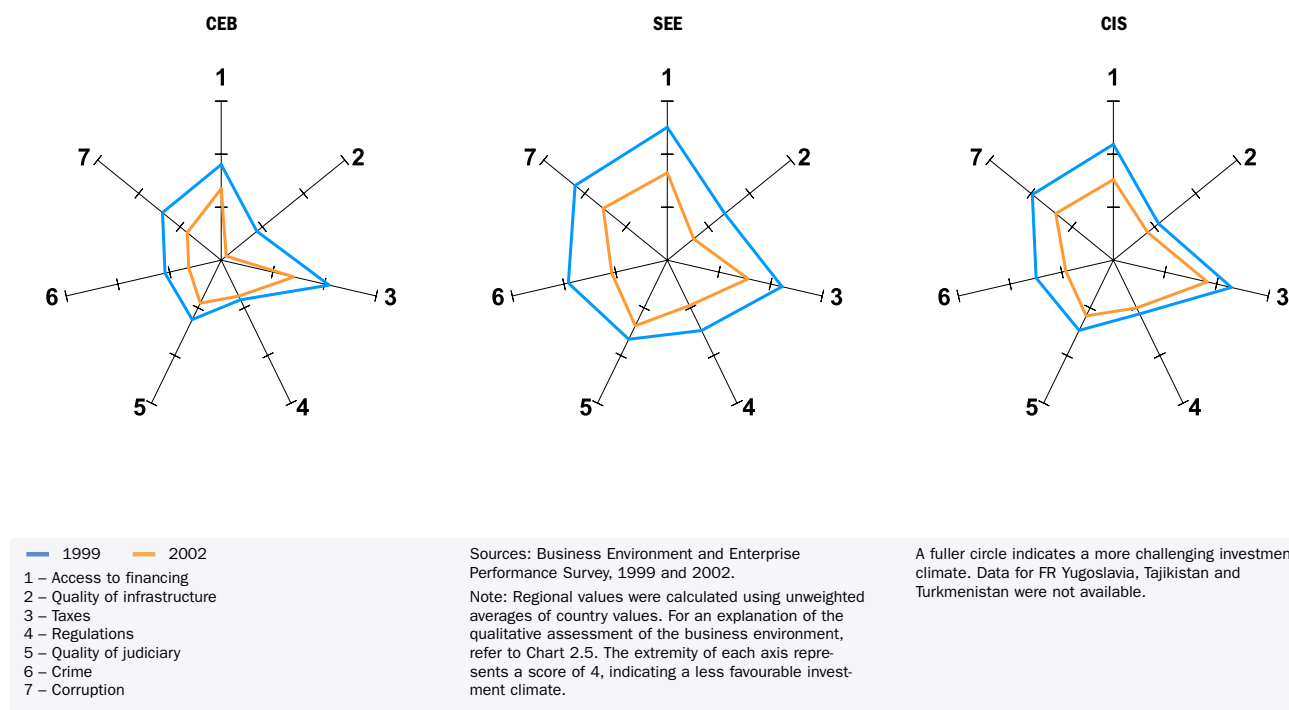 CEB
1
2
3
4
5
6
7
SEE
1
2
3
4
5
6
7
CIS
1
2
3
4
5
6
7
1999 2002
1 – Access to financing
2 – Quality of infrastructure
3 – Taxes
4 – Regulations
5 – Quality of judiciary
6 – Crime
7 – Corruption
Sources: Business Environment and Enterprise
Performance Survey, 1999 and 2002.
Note: Regional values were calculated using unweighted
averages of country values. For an explanation of the
qualitative assessment of the business environment,
refer to Chart 2.5. The extremity of each axis repre-
sents a score of 4, indicating a less favourable invest-
ment climate.
A fuller circle indicates a more challenging investmen
climate. Data for FR Yugoslavia, Tajikistan and
Turkmenistan were not available.